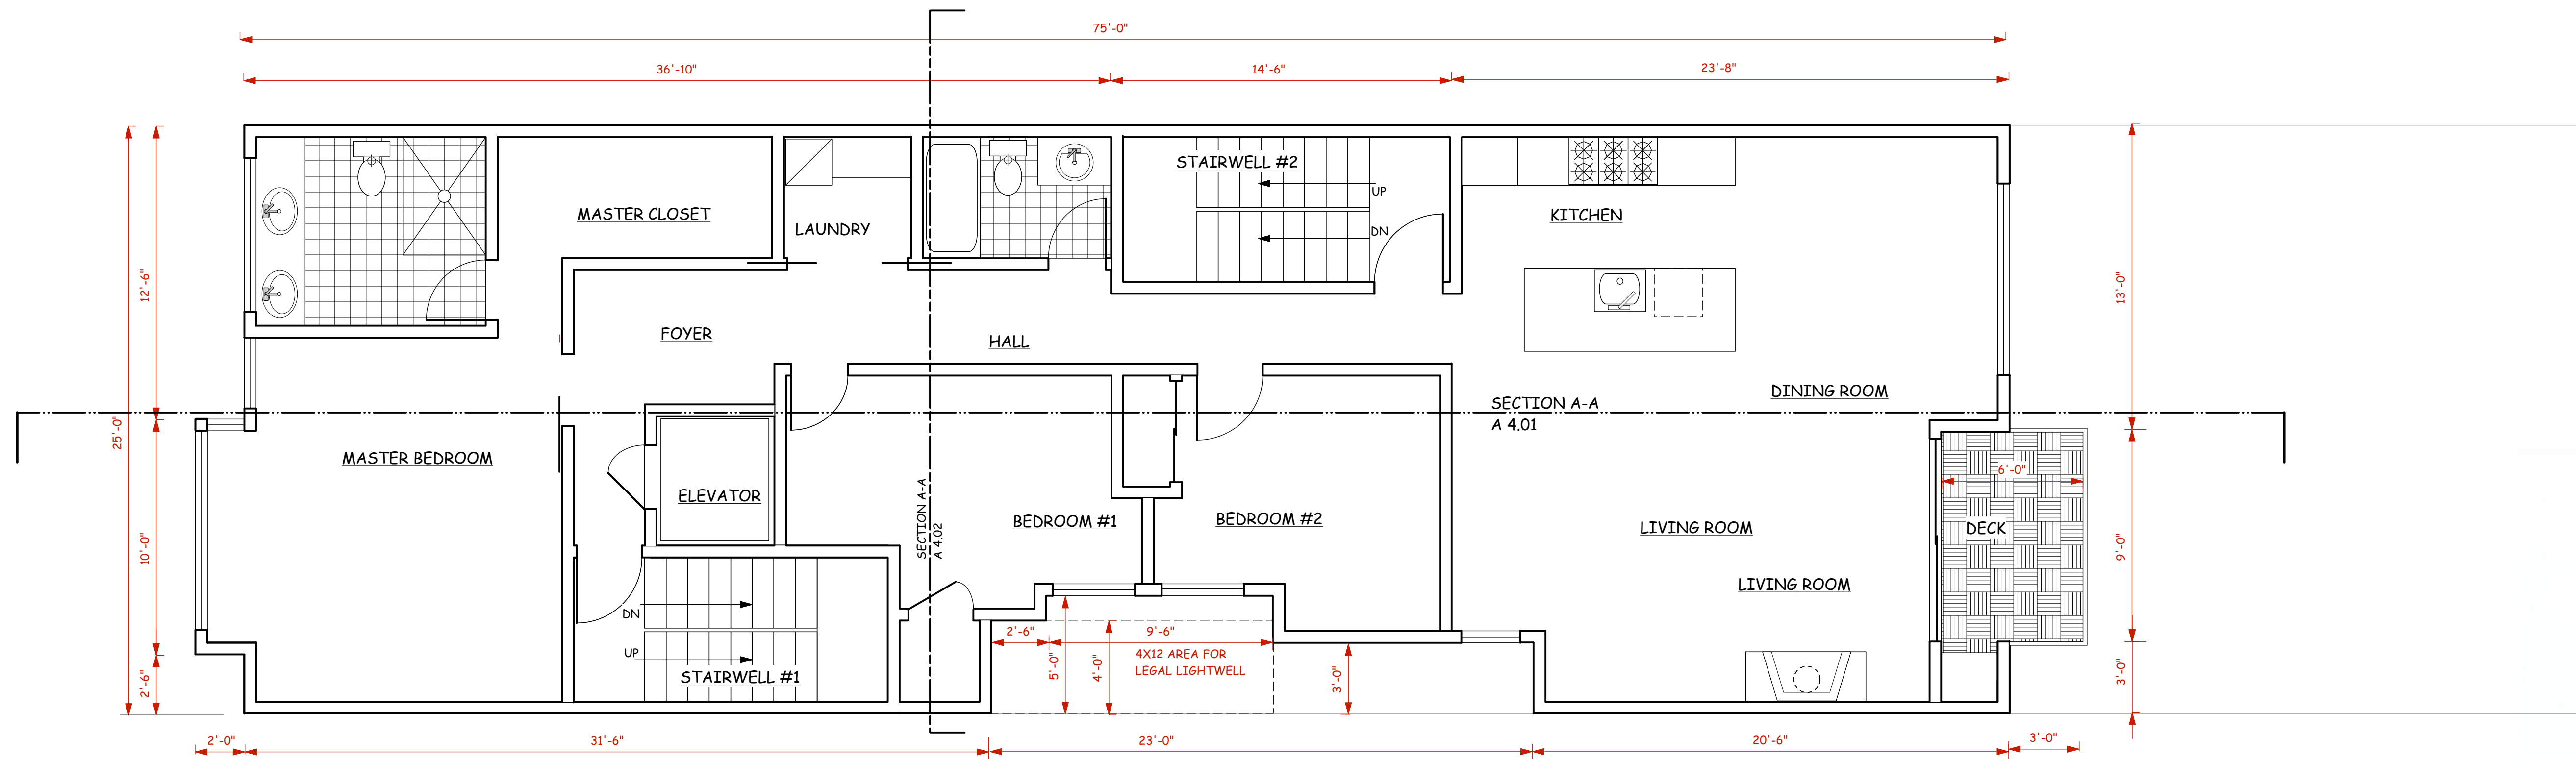 75'-0"
36'-10"
14'-6"
23'-8"
STAIRWELL #2
UP
DN
MASTER CLOSET
LAUNDRY
KITCHEN
12'-6"
13'-0"
FOYER
HALL
DINING ROOM
SECTION A-A
A 4.01
25'-0"
MASTER BEDROOM
ELEVATOR
SECTION A-A
A 4.02
BEDROOM #1
BEDROOM #2
LIVING ROOM
6'-0"
DECK
10'-0"
9'-0"
LIVING ROOM
DN
UP
STAIRWELL #1
2'-6"
9'-6"
4X12 AREA FOR
LEGAL LIGHTWELL
5'-0"
4'-0"
3'-0"
2'-6"
3'-0"
2'-0"
31'-6"
23'-0"
20'-6"
3'-0"